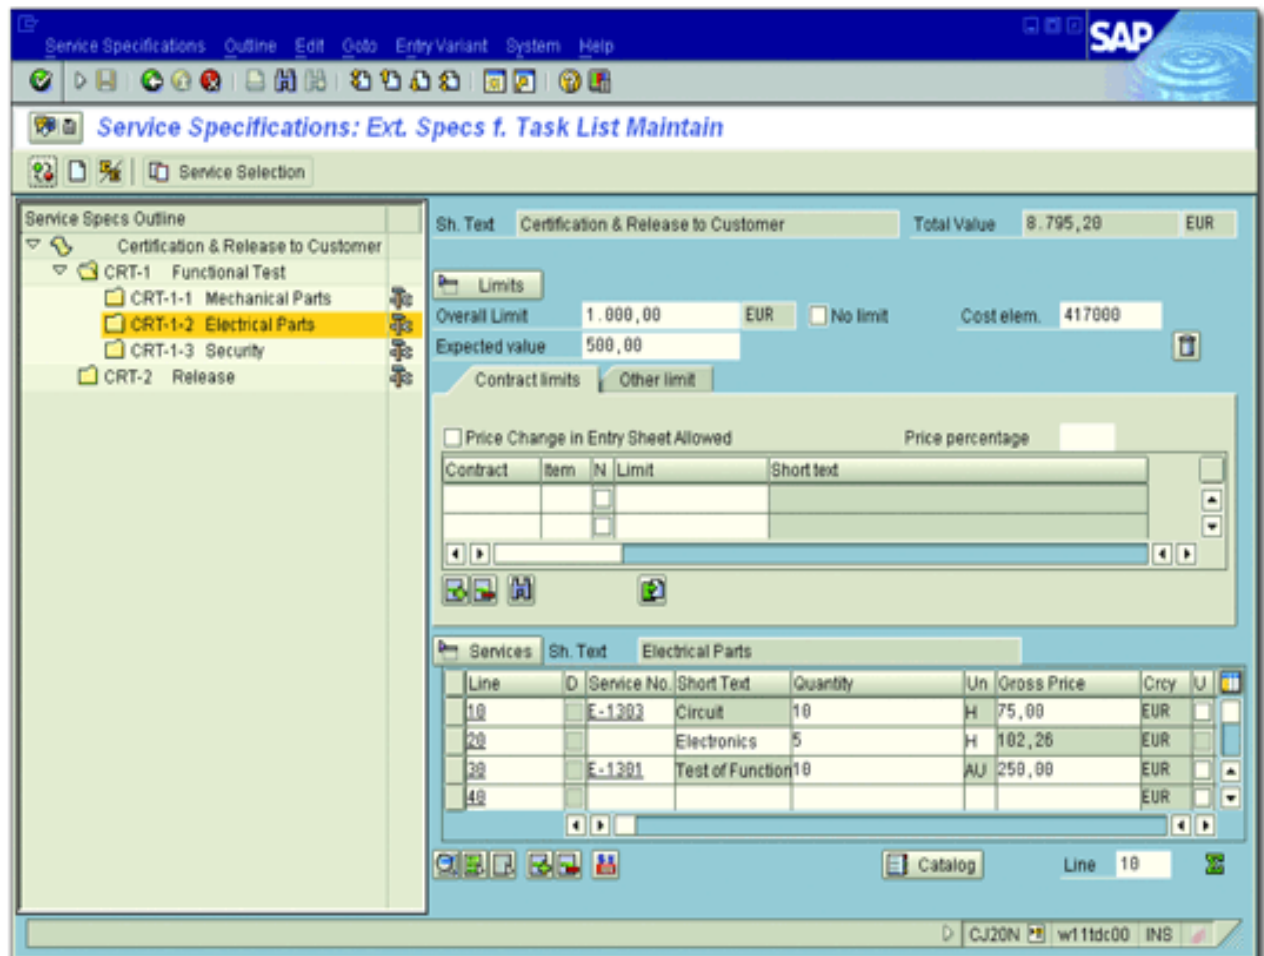 Service Specifications Outline Edit Goto Entry Variant System Help
SAP
Service Specifications: Ext. Specs f. Task List Maintain
Service Selection
Service Specs Outline
Certification & Release to Customer
CRT-1 Functional Test
CRT-1-1 Mechanical Parts
CRT-1-2 Electrical Parts
CRT-1-3 Security
CRT-2 Release
Sh. Text Certification & Release to Customer Total Value 8.795,20 EUR
Limits
Overall Limit 1.000,00 EUR No limit Cost elem. 417000
Expected value 500,00
Contract limits Other limit
Price Change in Entry Sheet Allowed Price percentage
Contract Item N Limit Short text
Services Sh. Text Electrical Parts
Line D Service No. Short Text Quantity Un Gross Price Crcy U
10 E-1303 Circuit 10 H 75,00 EUR
20 Electronics 5 H 102,26 EUR
30 E-1301 Test of Function 10 AU 250,00 EUR
40 EUR
Catalog Line 10
CJ20N w11tdc00 INS